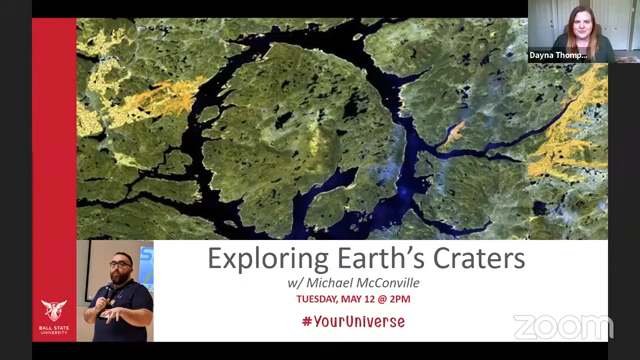 Dayna Thomp...
Exploring Earth's Craters
w/ Michael McConville
TUESDAY, MAY 12 @ 2PM
#YourUniverse
BALL STATE
UNIVERSITY
zoom